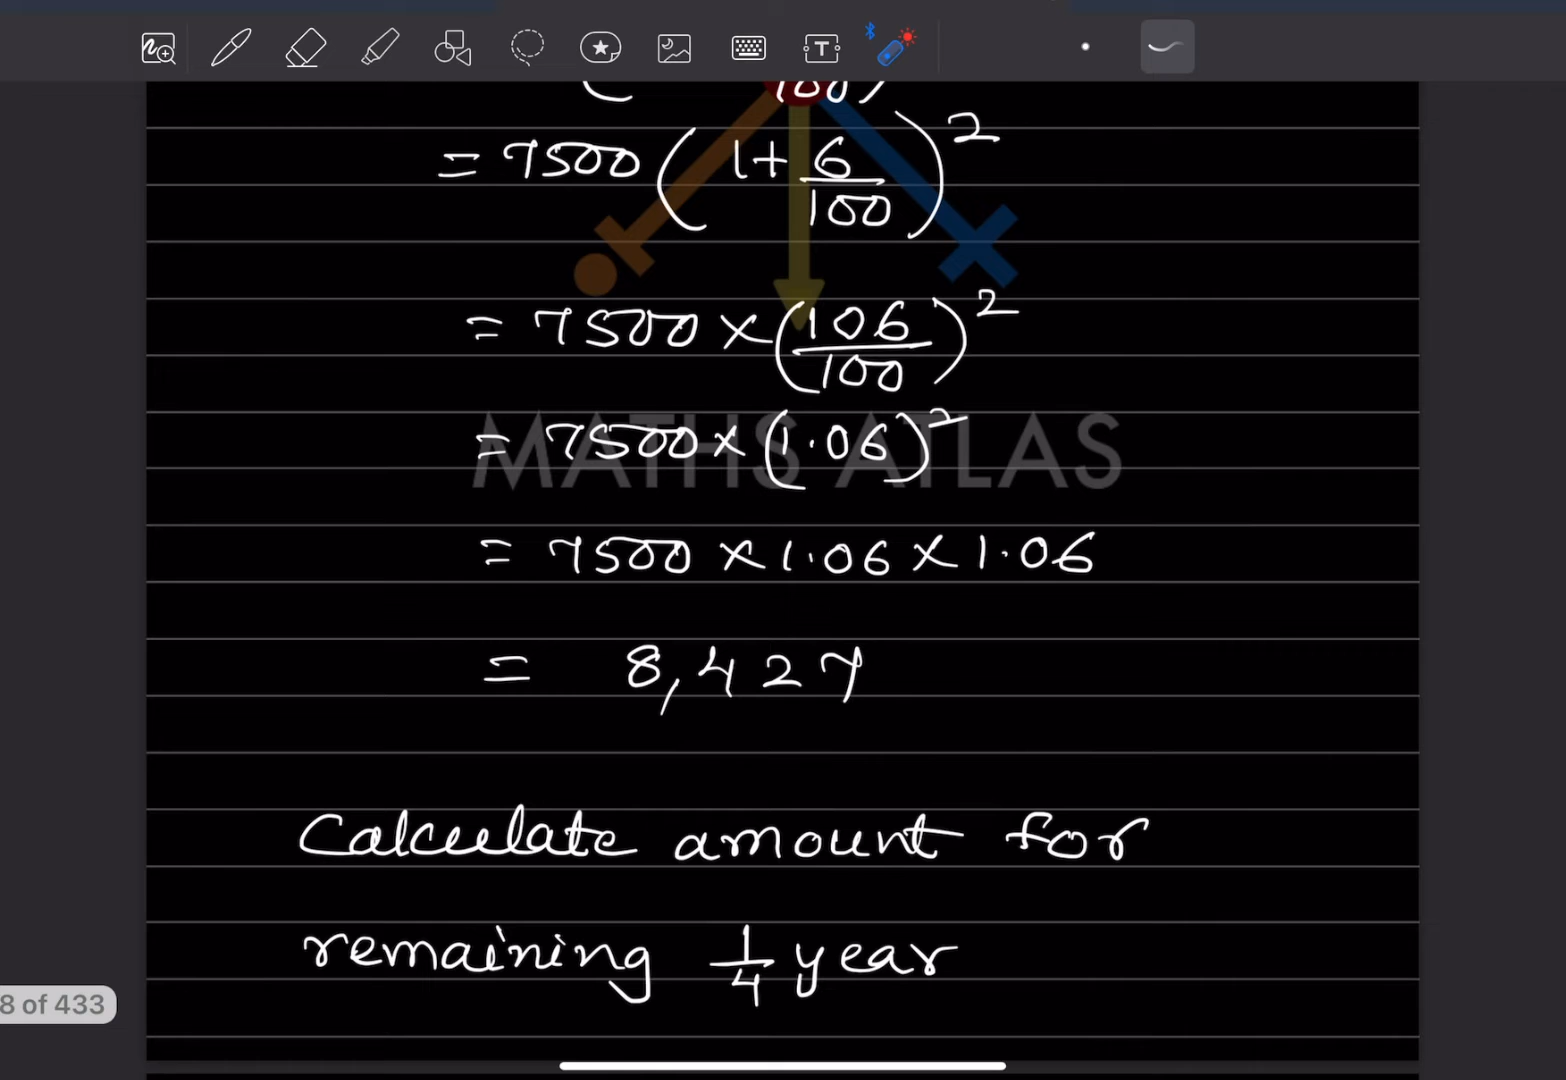 100)
= 7500 ( 1 + 6/100 )²
= 7500 × ( 106/100 )²
= 7500 × (1.06)²
MATHS ATLAS
= 7500 × 1.06 × 1.06
= 8,427
Calculate amount for
remaining 1/4 year
8 of 433